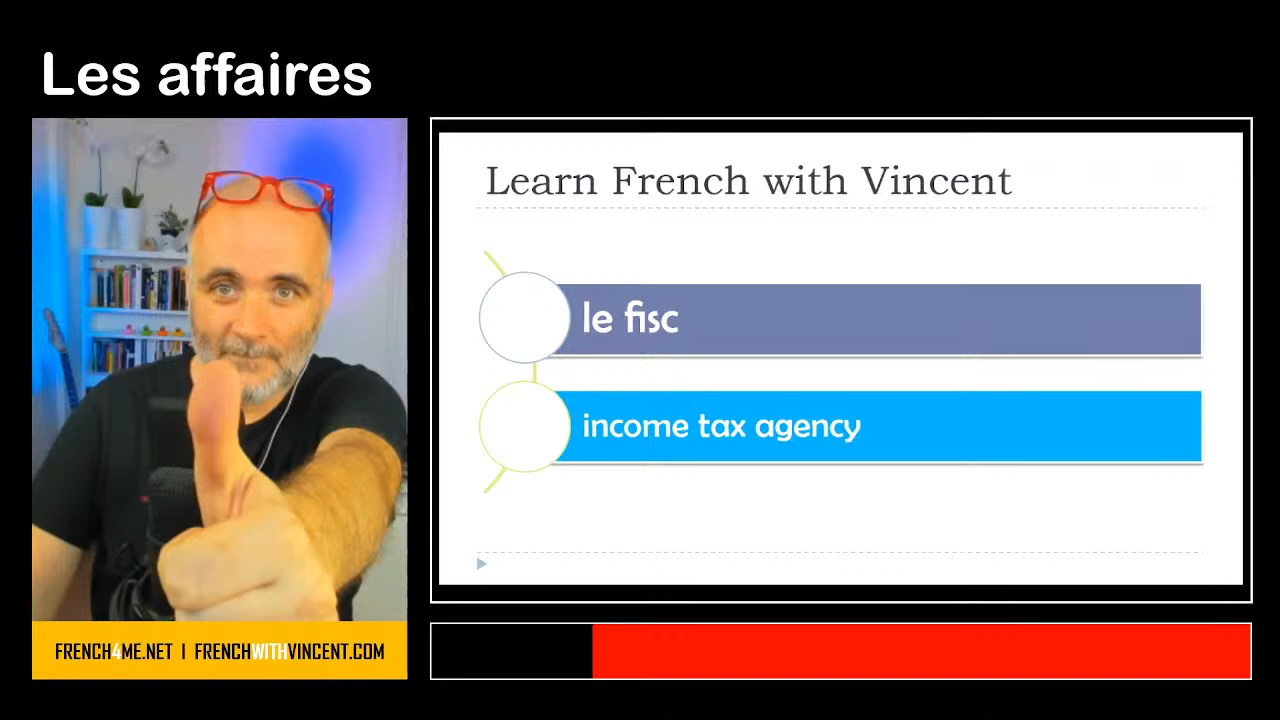 Les affaires
Learn French with Vincent
le fisc
income tax agency
FRENCH4ME.NET | FRENCHWITHVINCENT.COM